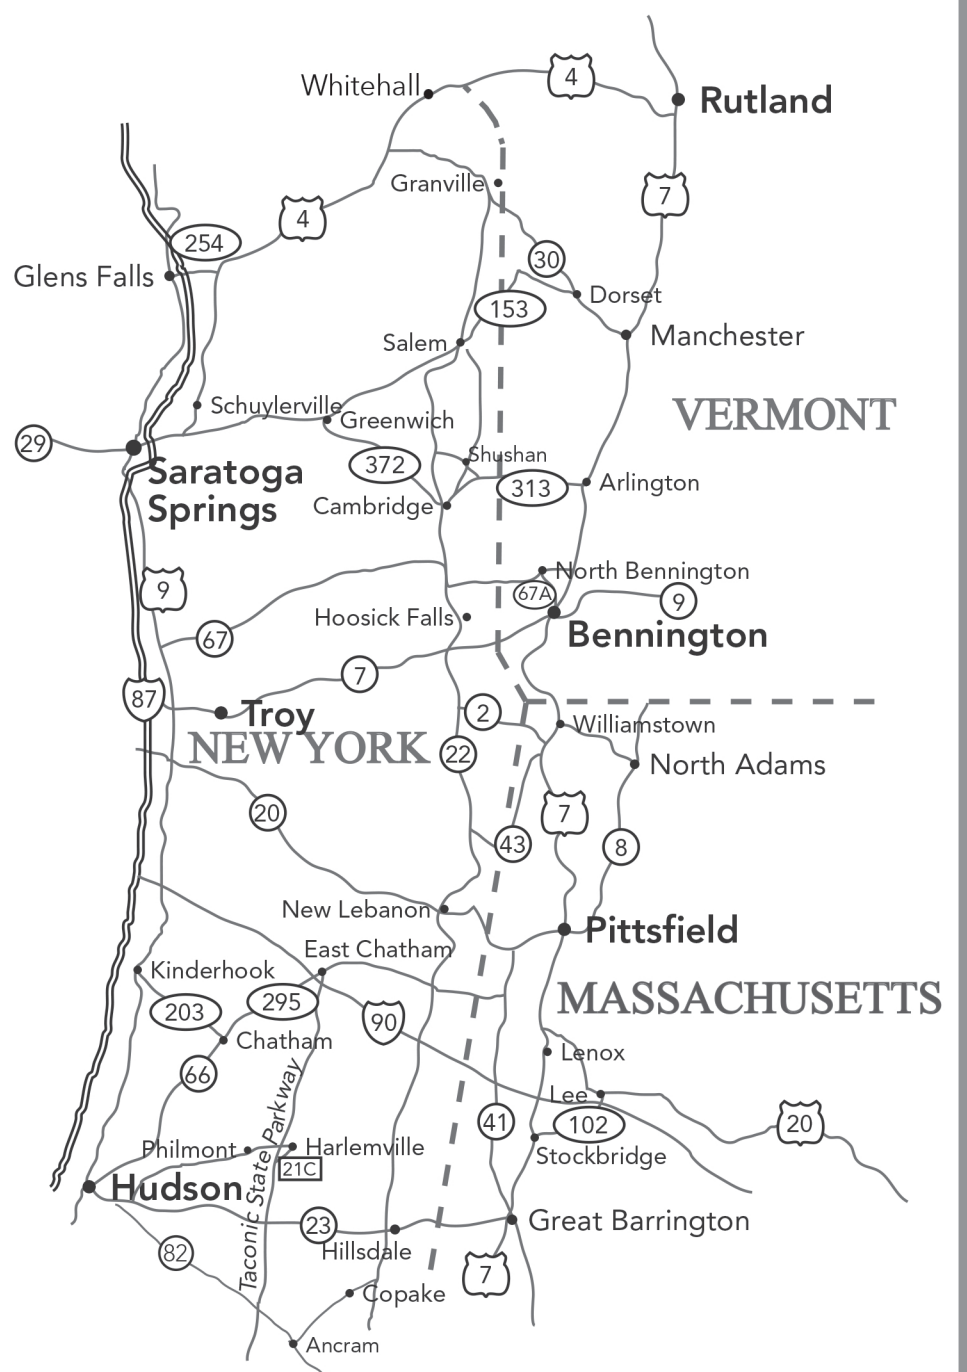 Whitehall
4
Rutland
Granville
7
4
254
Glens Falls
30
153
Dorset
Salem
Manchester
Schuylerville
Greenwich
VERMONT
29
372
Shushan
Saratoga
Springs
313
Arlington
Cambridge
9
North Bennington
67A
9
Hoosick Falls
67
Bennington
7
87
Troy
2
Williamstown
NEW YORK
22
North Adams
20
7
43
8
New Lebanon
Pittsfield
East Chatham
Kinderhook
203
295
90
MASSACHUSETTS
Chatham
Lenox
66
Lee
41
102
20
Taconic State Parkway
Philmont
Harlemville
21C
Stockbridge
Hudson
23
Great Barrington
82
Hillsdale
7
Copake
Ancram